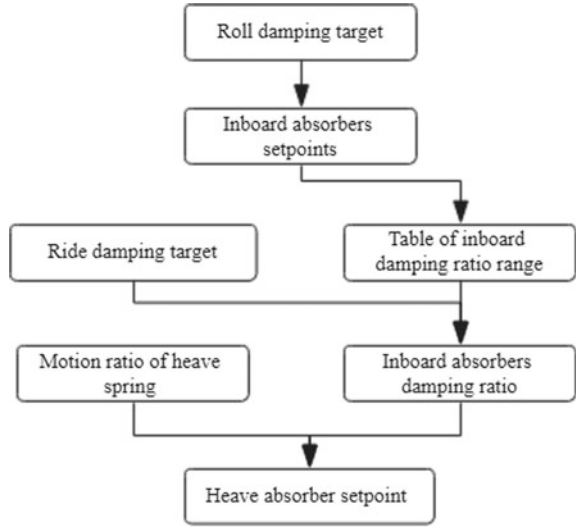 Roll damping target
Inboard absorbers
setpoints
Ride damping target
Table of inboard
damping ratio range
Motion ratio of heave
spring
Inboard absorbers
damping ratio
Heave absorber setpoint